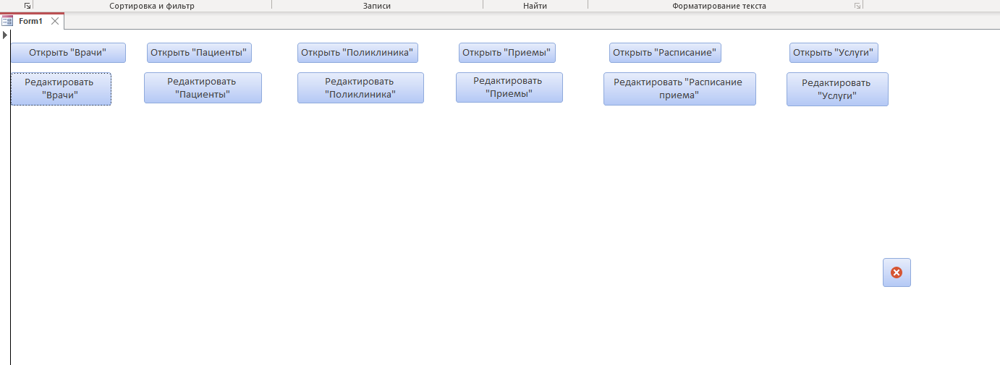 Сортировка и фильтр Записи Найти Форматирование текста
Form1
Открыть "Врачи" Открыть "Пациенты" Открыть "Поликлиника" Открыть "Приемы" Открыть "Расписание" Открыть "Услуги"
Редактировать
"Врачи"
Редактировать
"Пациенты"
Редактировать
"Поликлиника"
Редактировать
"Приемы"
Редактировать "Расписание
приема"
Редактировать
"Услуги"